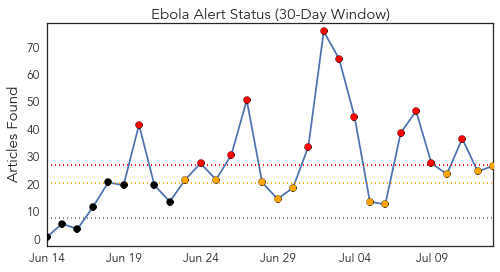 Ebola Alert Status (30-Day Window)
Articles Found
70
60
50
40
30
20
10
0
Jun 14 Jun 19 Jun 24 Jun 29 Jul 04 Jul 09